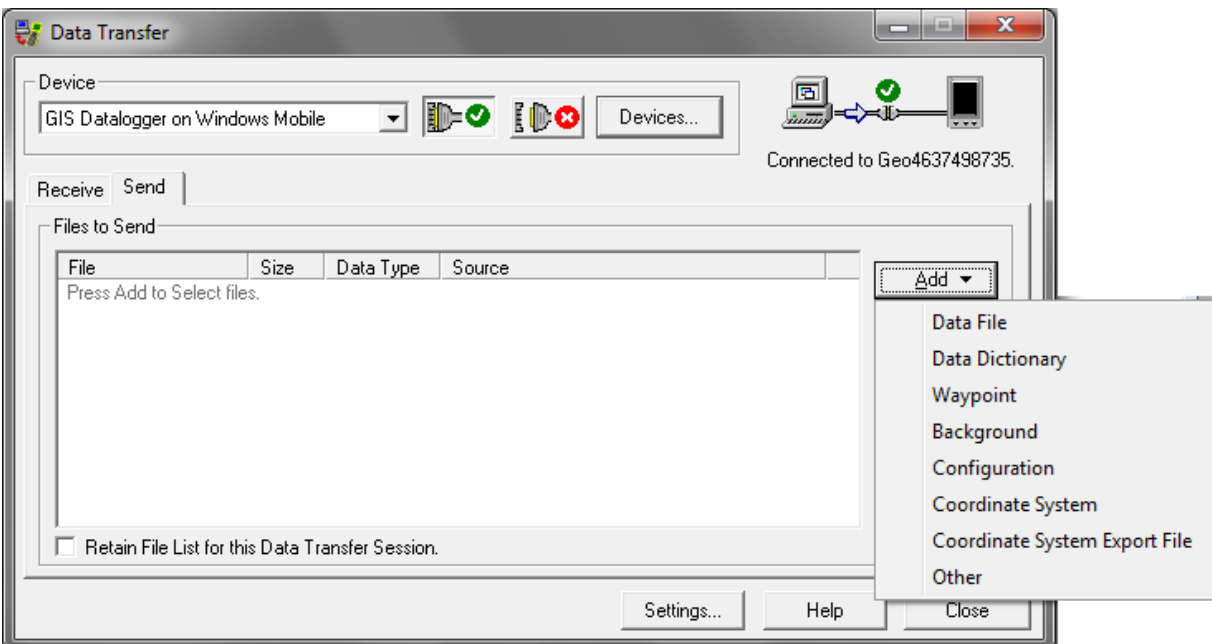 Data Transfer
Device
GIS Datalogger on Windows Mobile
Devices...
Connected to Geo4637498735.
Receive Send
Files to Send
File Size Data Type Source
Press Add to Select files.
Add
Data File
Data Dictionary
Waypoint
Background
Configuration
Coordinate System
Coordinate System Export File
Other
Retain File List for this Data Transfer Session.
Settings... Help Close